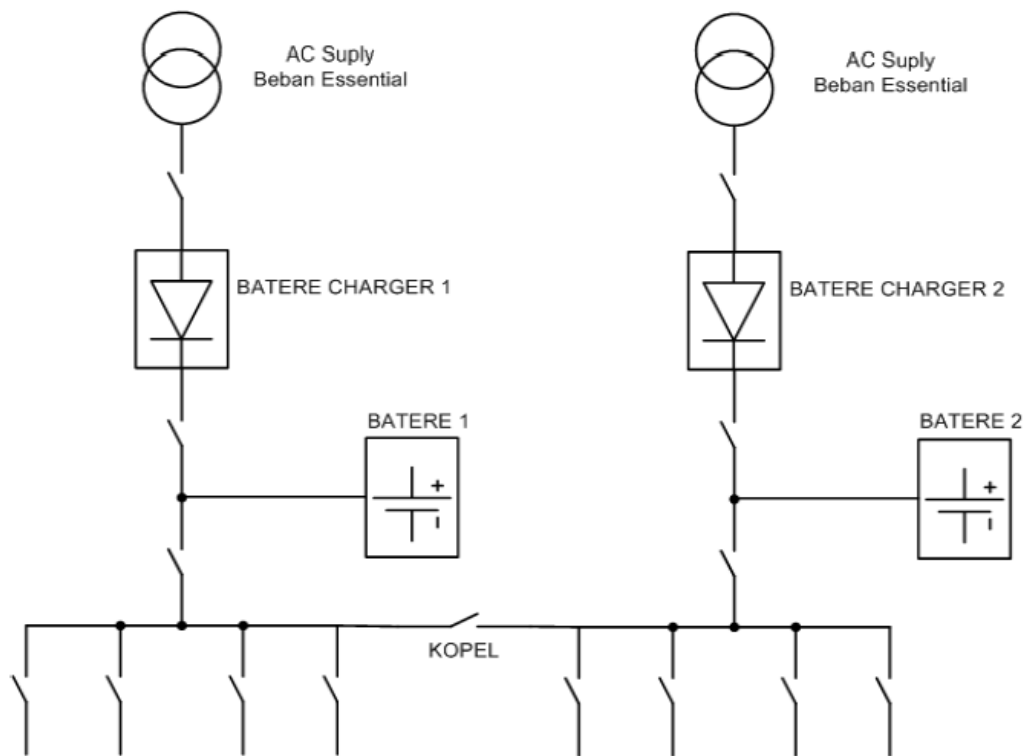 AC Suply
Beban Essential
AC Suply
Beban Essential
BATERE CHARGER 1
BATERE CHARGER 2
BATERE 1
BATERE 2
KOPEL